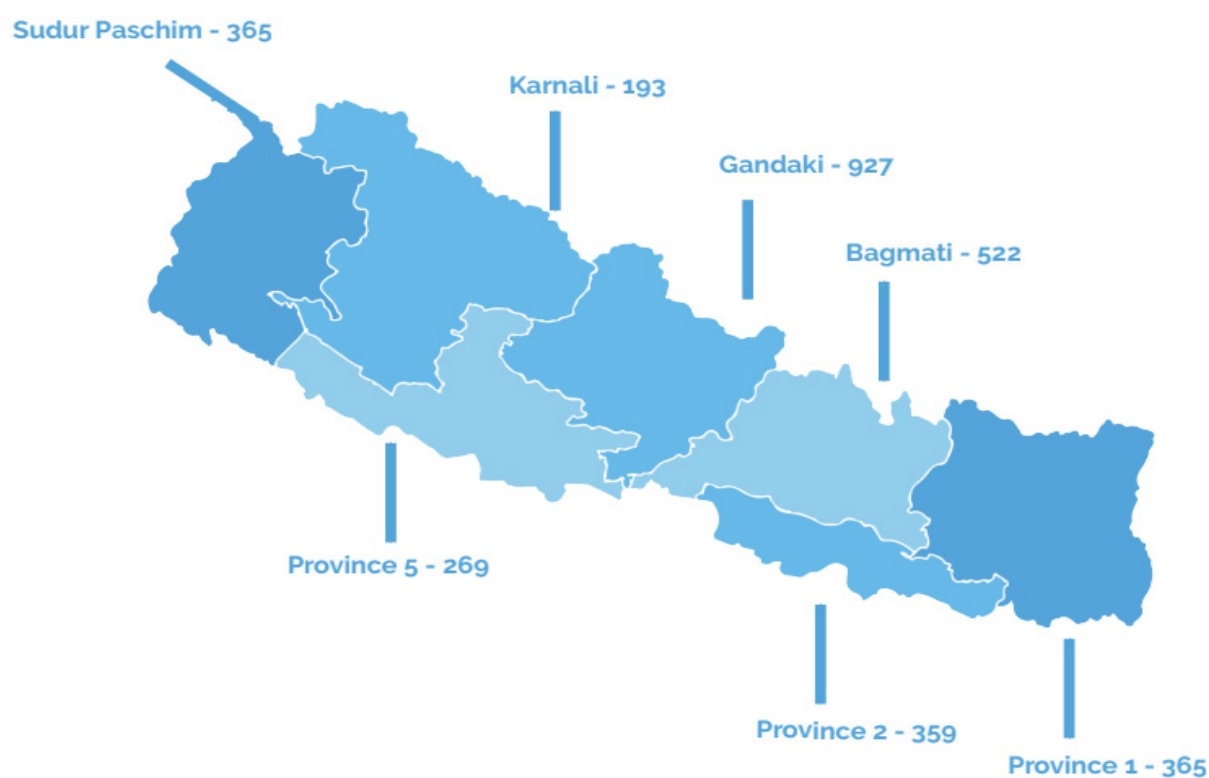 Sudur Paschim - 365
Karnali - 193
Gandaki - 927
Bagmati - 522
Province 5 - 269
Province 2 - 359
Province 1 - 365